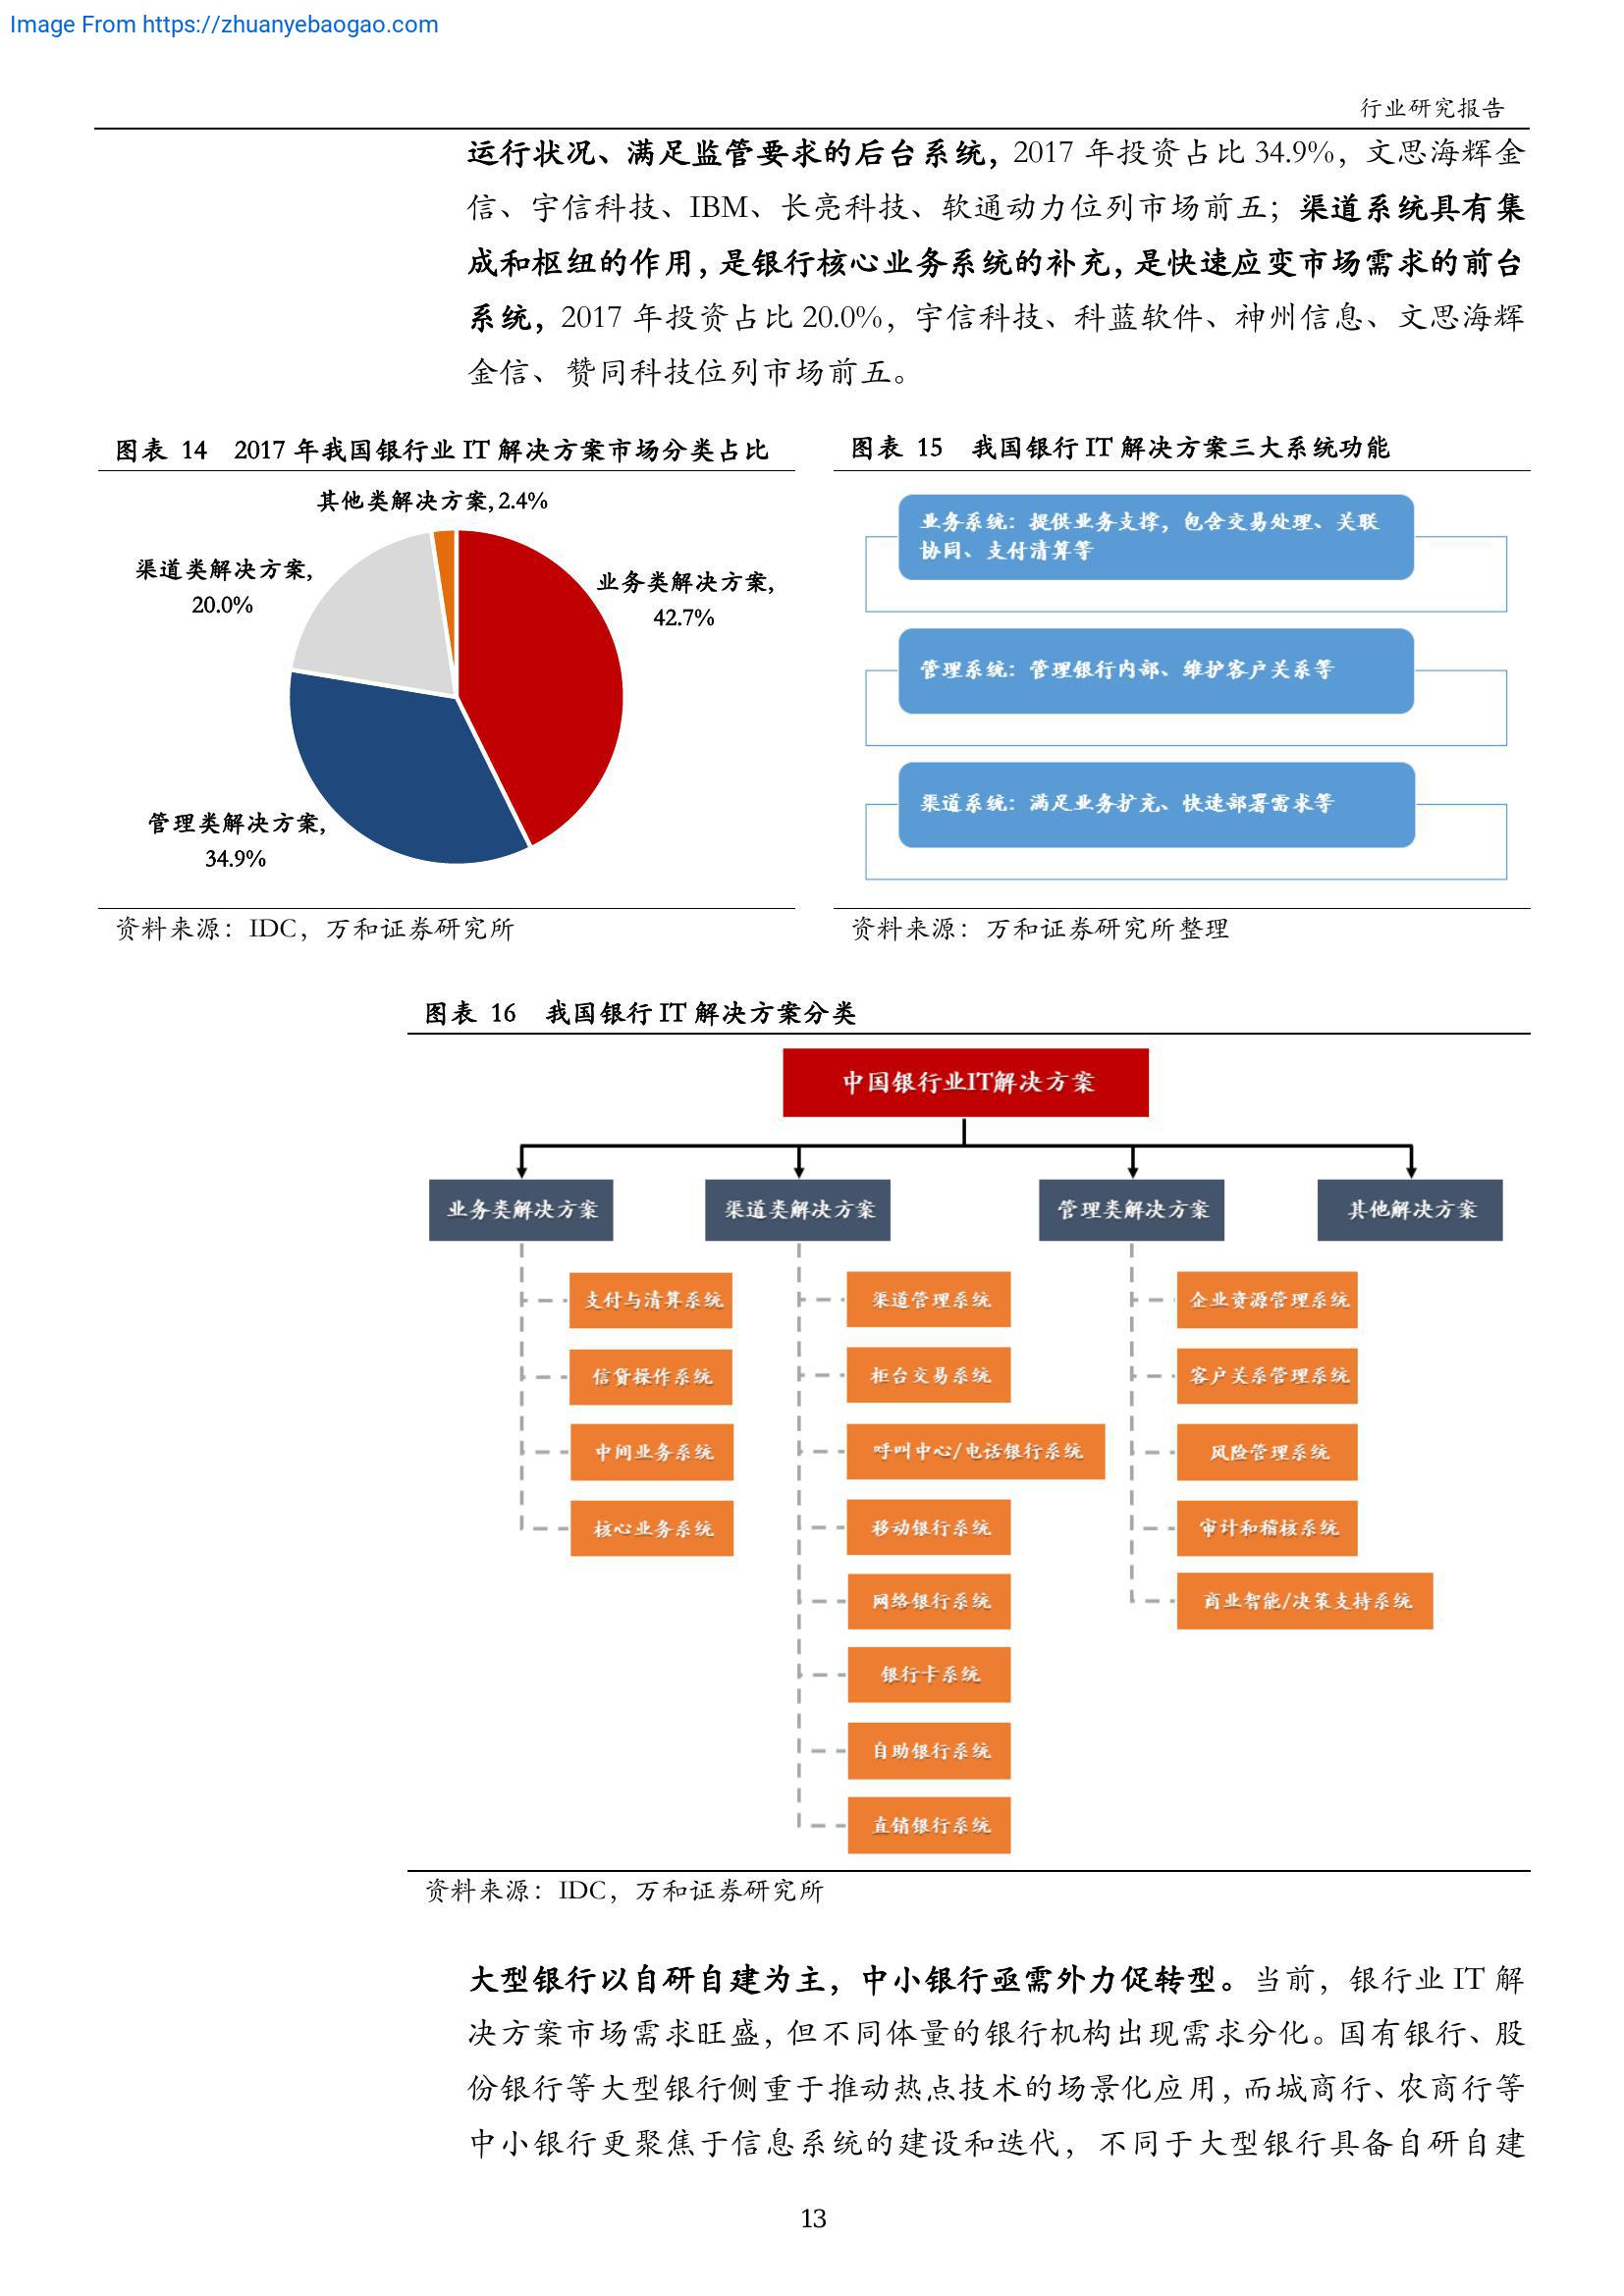 Image From https://zhuanyebaogao.com
行业研究报告
运行状况、满足监管要求的后台系统，2017 年投资占比 34.9%，文思海辉金
信、宇信科技、IBM、长亮科技、软通动力位列市场前五；渠道系统具有集
成和枢纽的作用，是银行核心业务系统的补充，是快速应变市场需求的前台
系统，2017 年投资占比 20.0%，宇信科技、科蓝软件、神州信息、文思海辉
金信、赞同科技位列市场前五。
图表 14 2017 年我国银行业 IT 解决方案市场分类占比
其他类解决方案, 2.4%
渠道类解决方案,
20.0%
业务类解决方案,
42.7%
管理类解决方案,
34.9%
资料来源：IDC，万和证券研究所
图表 15 我国银行 IT 解决方案三大系统功能
业务系统：提供业务支撑，包含交易处理、关联
协同、支付清算等
管理系统：管理银行内部、维护客户关系等
渠道系统：满足业务扩充、快速部署需求等
资料来源：万和证券研究所整理
图表 16 我国银行 IT 解决方案分类
中国银行业IT解决方案
业务类解决方案
渠道类解决方案
管理类解决方案
其他解决方案
支付与清算系统
信贷操作系统
中间业务系统
核心业务系统
渠道管理系统
柜台交易系统
呼叫中心/电话银行系统
移动银行系统
网络银行系统
银行卡系统
自助银行系统
直销银行系统
企业资源管理系统
客户关系管理系统
风险管理系统
审计和稽核系统
商业智能/决策支持系统
资料来源：IDC，万和证券研究所
大型银行以自研自建为主，中小银行亟需外力促转型。当前，银行业 IT 解
决方案市场需求旺盛，但不同体量的银行机构出现需求分化。国有银行、股
份银行等大型银行侧重于推动热点技术的场景化应用，而城商行、农商行等
中小银行更聚焦于信息系统的建设和迭代，不同于大型银行具备自研自建
13